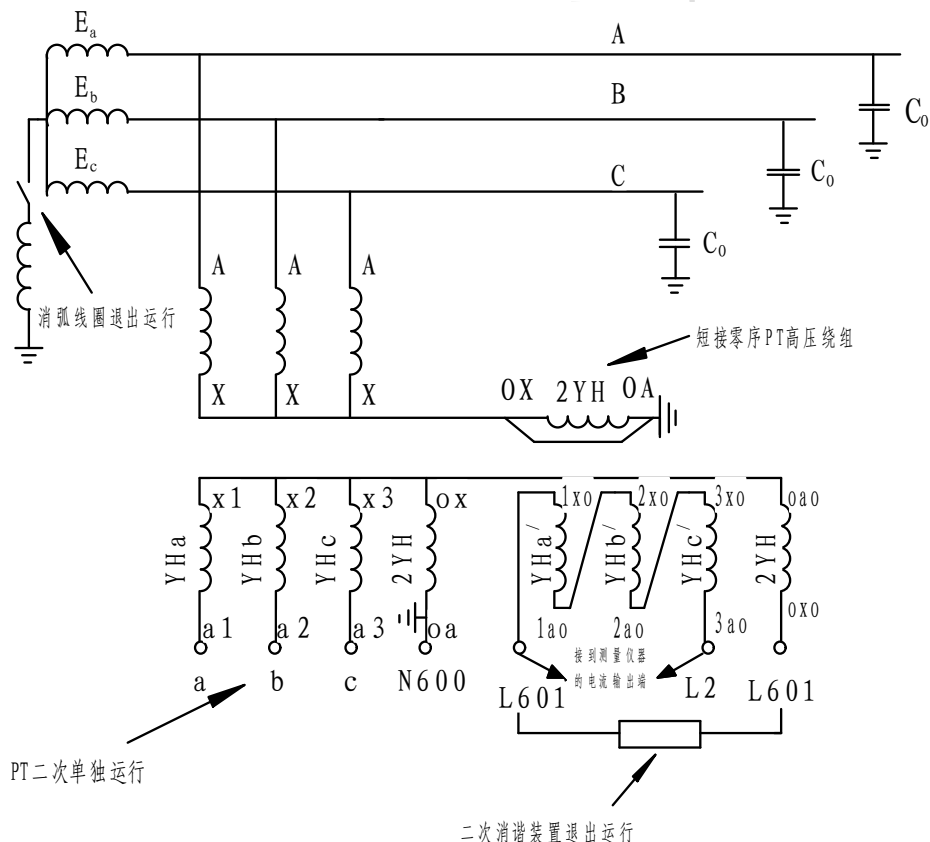 Ea
A
Eb
B
C0
Ec
C
C0
C0
A A A
消弧线圈退出运行
短接零序PT高压绕组
X X X
OX 2YH OA
x1 x2 x3 ox 1xo 2xo 3xo oao
YHa YHb YHc 2YH YHa′ YHb′ YHc′ 2YH
a1 a2 a3 oa 1ao 2ao 3ao oxo
接到测量仪器
的电流输出端
a b c N600 L601 L2 L601
PT二次单独运行
二次消谐装置退出运行